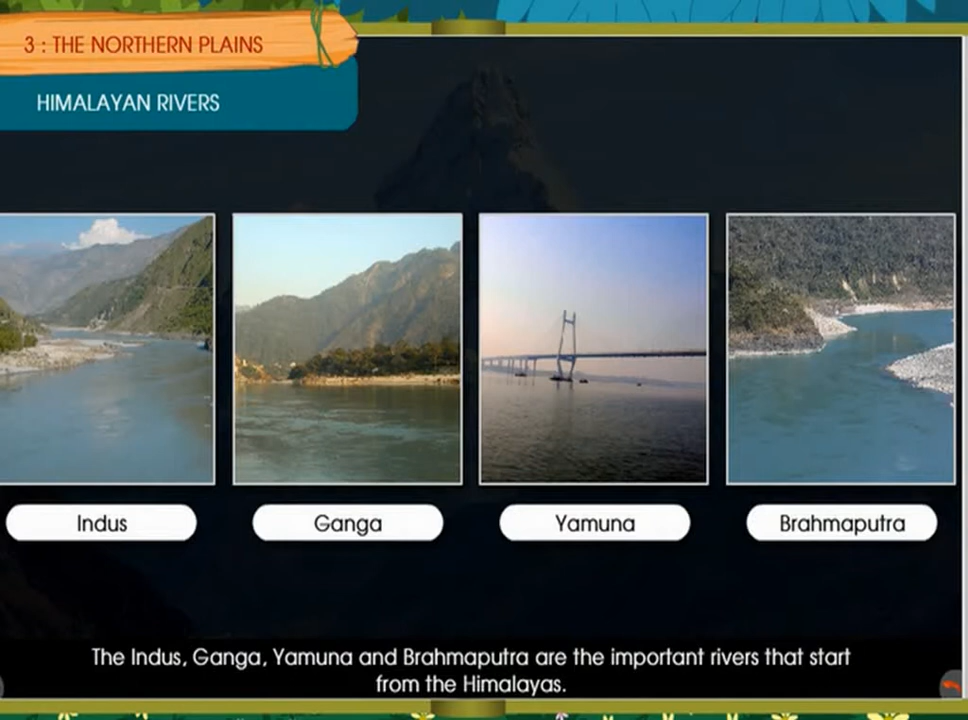 3 : THE NORTHERN PLAINS
HIMALAYAN RIVERS
Indus
Ganga
Yamuna
Brahmaputra
The Indus, Ganga, Yamuna and Brahmaputra are the important rivers that start
from the Himalayas.